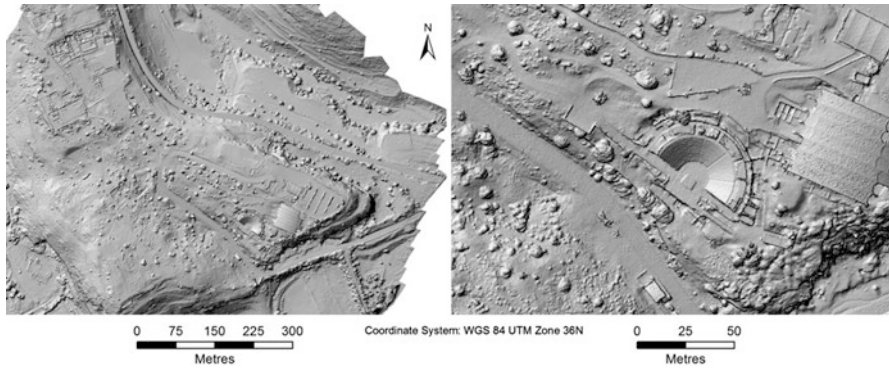 N
0 75 150 225 300
Metres
Coordinate System: WGS 84 UTM Zone 36N
0 25 50
Metres